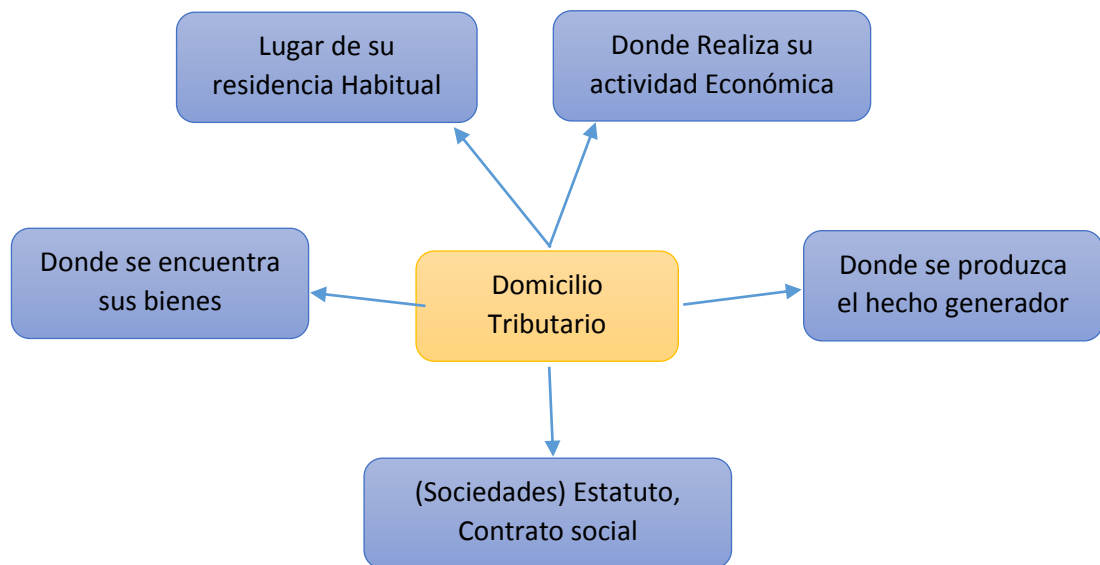 Lugar de su
residencia Habitual
Donde Realiza su
actividad Económica
Donde se encuentra
sus bienes
Domicilio
Tributario
Donde se produzca
el hecho generador
(Sociedades) Estatuto,
Contrato social